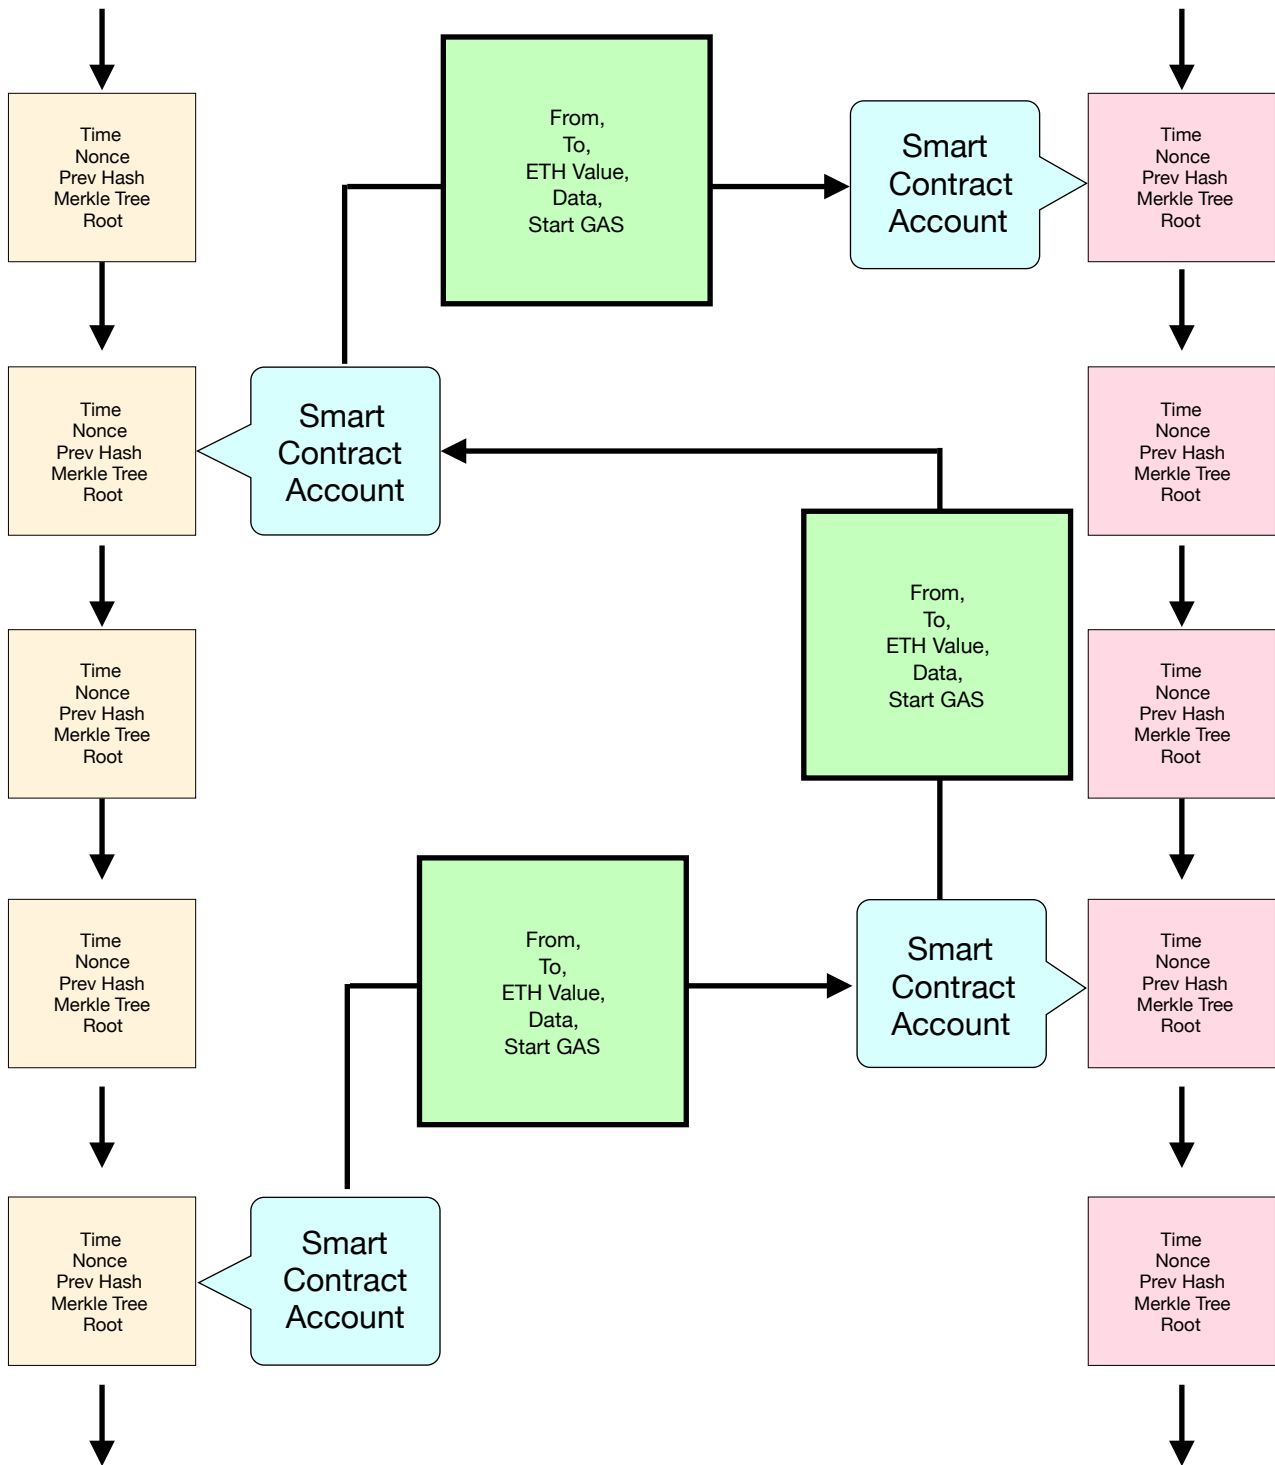 Time
Nonce
Prev Hash
Merkle Tree
Root
From,
To,
ETH Value,
Data,
Start GAS
Smart
Contract
Account
Time
Nonce
Prev Hash
Merkle Tree
Root
Time
Nonce
Prev Hash
Merkle Tree
Root
Smart
Contract
Account
Time
Nonce
Prev Hash
Merkle Tree
Root
Time
Nonce
Prev Hash
Merkle Tree
Root
From,
To,
ETH Value,
Data,
Start GAS
Time
Nonce
Prev Hash
Merkle Tree
Root
Time
Nonce
Prev Hash
Merkle Tree
Root
From,
To,
ETH Value,
Data,
Start GAS
Smart
Contract
Account
Time
Nonce
Prev Hash
Merkle Tree
Root
Time
Nonce
Prev Hash
Merkle Tree
Root
Smart
Contract
Account
Time
Nonce
Prev Hash
Merkle Tree
Root